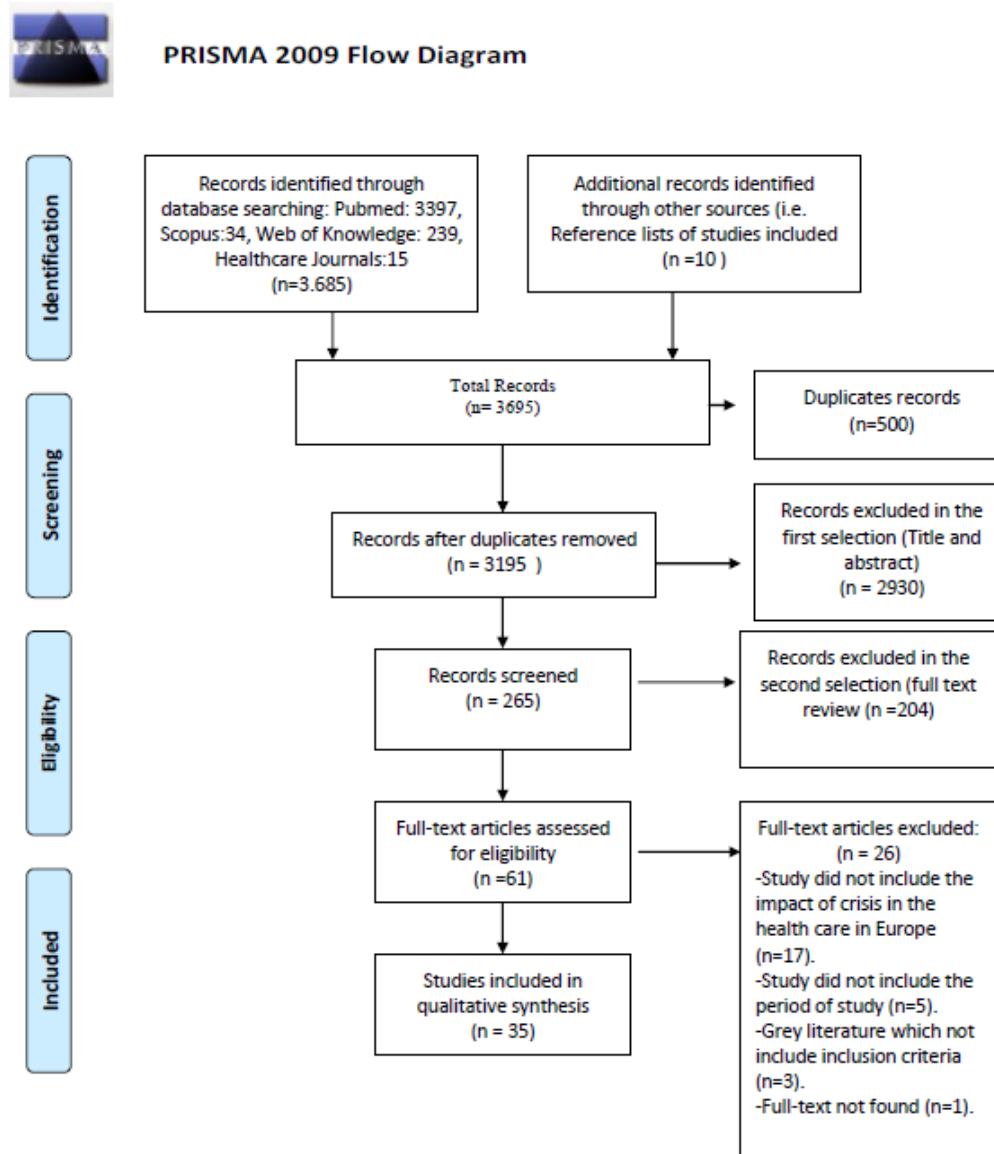 PRISMA
PRISMA 2009 Flow Diagram
Identification
Records identified through
database searching: Pubmed: 3397,
Scopus:34, Web of Knowledge: 239,
Healthcare Journals:15
(n=3.685)
Additional records identified
through other sources (i.e.
Reference lists of studies included
(n =10 )
Total Records
(n= 3695)
Duplicates records
(n=500)
Screening
Records after duplicates removed
(n = 3195 )
Records excluded in the
first selection (Title and
abstract)
(n = 2930)
Eligibility
Records screened
(n = 265)
Records excluded in the
second selection (full text
review (n =204)
Full-text articles assessed
for eligibility
(n =61)
Full-text articles excluded:
(n = 26)
-Study did not include the
impact of crisis in the
health care in Europe
(n=17).
-Study did not include the
period of study (n=5).
-Grey literature which not
include inclusion criteria
(n=3).
-Full-text not found (n=1).
Included
Studies included in
qualitative synthesis
(n = 35)